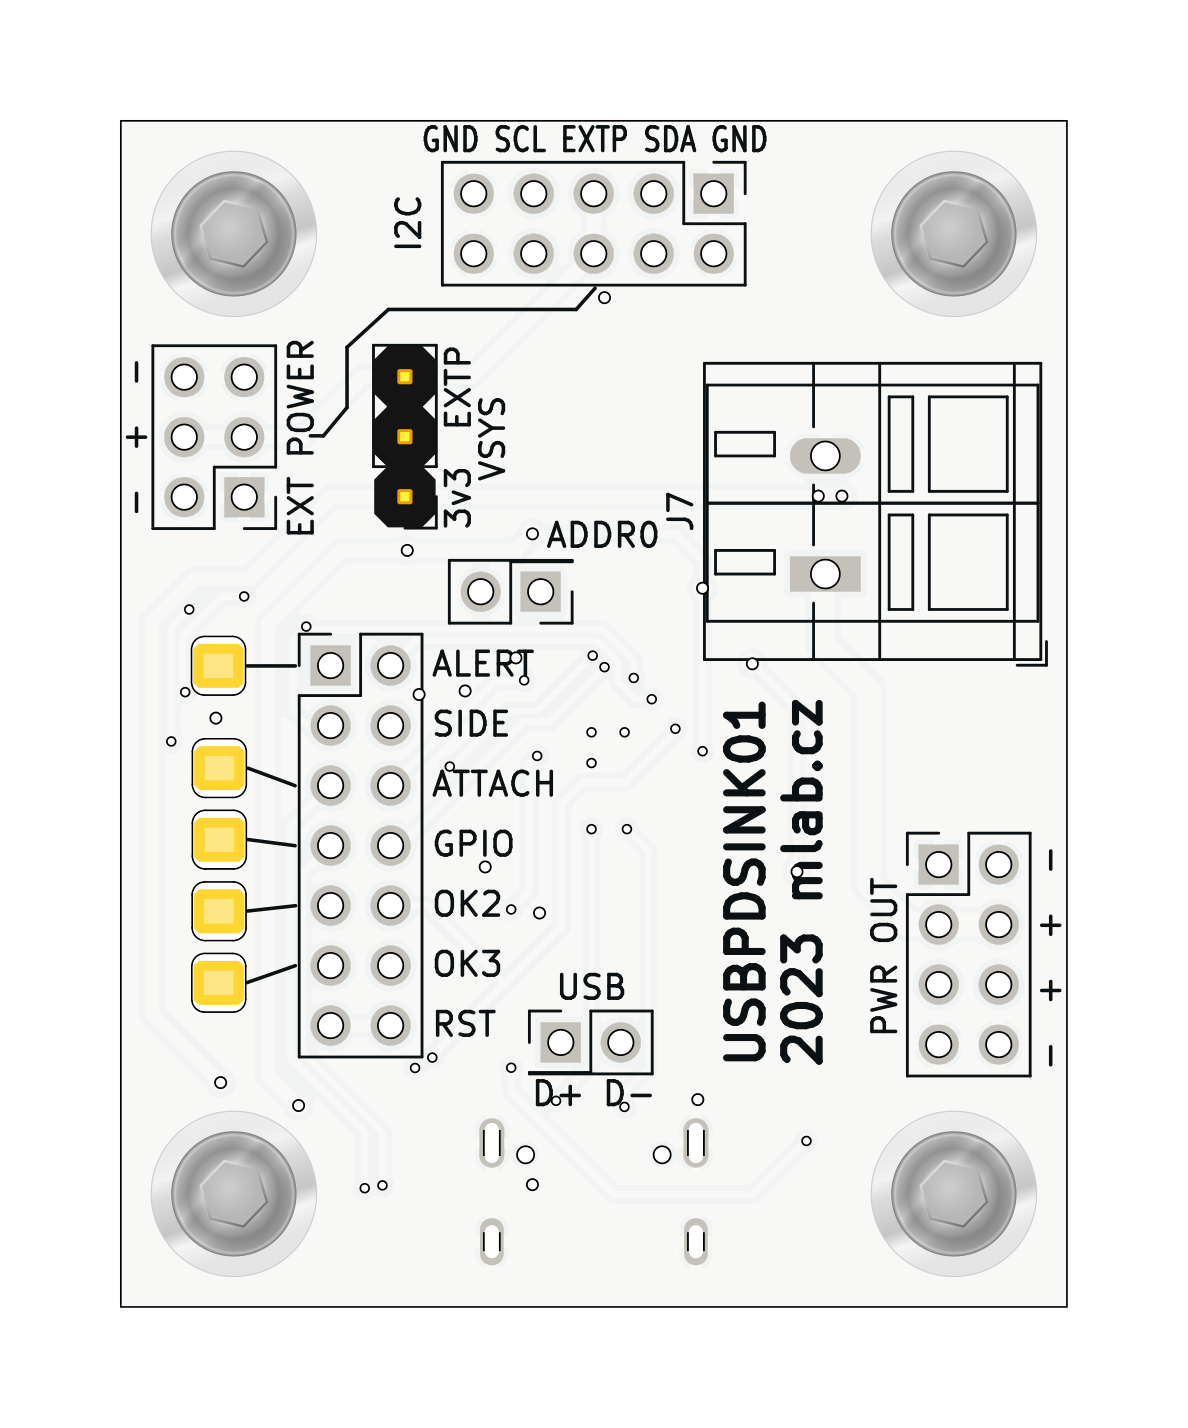 GND SCL EXTP SDA GND
I2C
EXT POWER
-
+
-
EXTP
VSYS
3v3
J7
ADDR0
ALERT
SIDE
ATTACH
GPIO
OK2
OK3
RST
USBPDSINK01
2023 mlab.cz
PWR OUT
-
+
+
-
USB
D+ D-